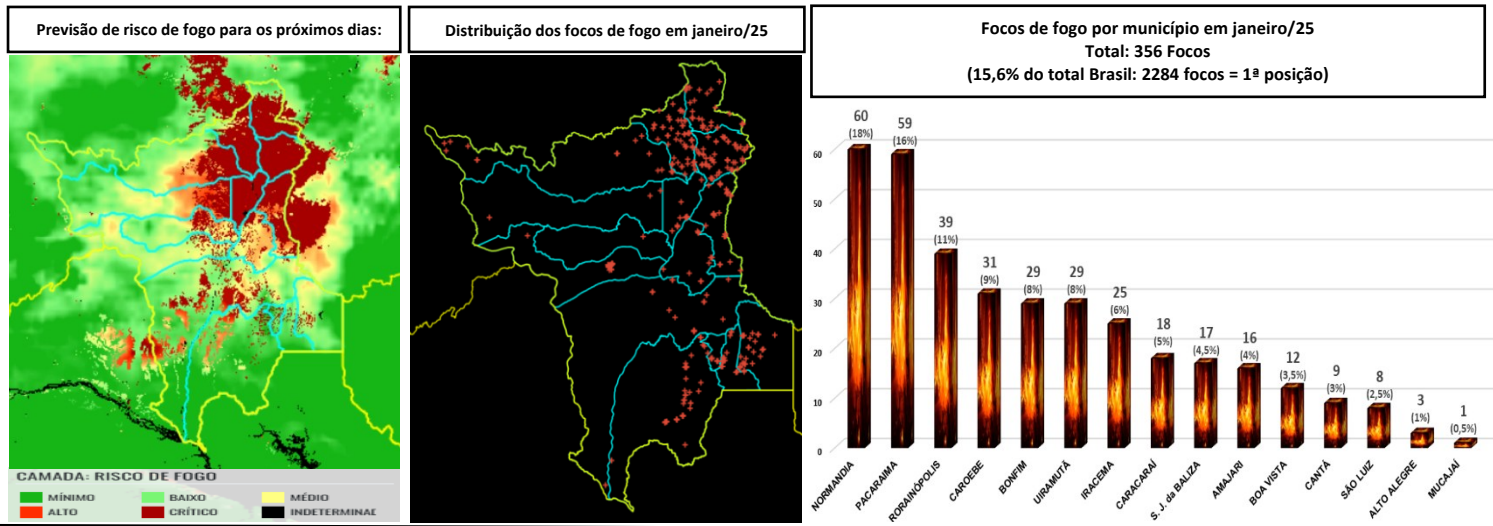 Previsão de risco de fogo para os próximos dias:
CAMADA: RISCO DE FOGO
MÍNIMO
BAIXO
MÉDIO
ALTO
CRÍTICO
INDETERMINAD
Distribuição dos focos de fogo em janeiro/25
Focos de fogo por município em janeiro/25
Total: 356 Focos
(15,6% do total Brasil: 2284 focos = 1ª posição)
60
(18%)
59
(16%)
39
(11%)
31
(9%)
29
(8%)
29
(8%)
25
(6%)
18
(5%)
17
(4,5%)
16
(4%)
12
(3,5%)
9
(3%)
8
(2,5%)
3
(1%)
1
(0,5%)
60
50
40
30
20
10
0
NORMANDIA
PACARAIMA
RORAINÓPOLIS
CAROEBE
BONFIM
UIRAMUTÃ
IRACEMA
CARACARAÍ
S. J. da BALIZA
AMAJARI
BOA VISTA
CANTÁ
SÃO LUIZ
ALTO ALEGRE
MUCAJAÍ